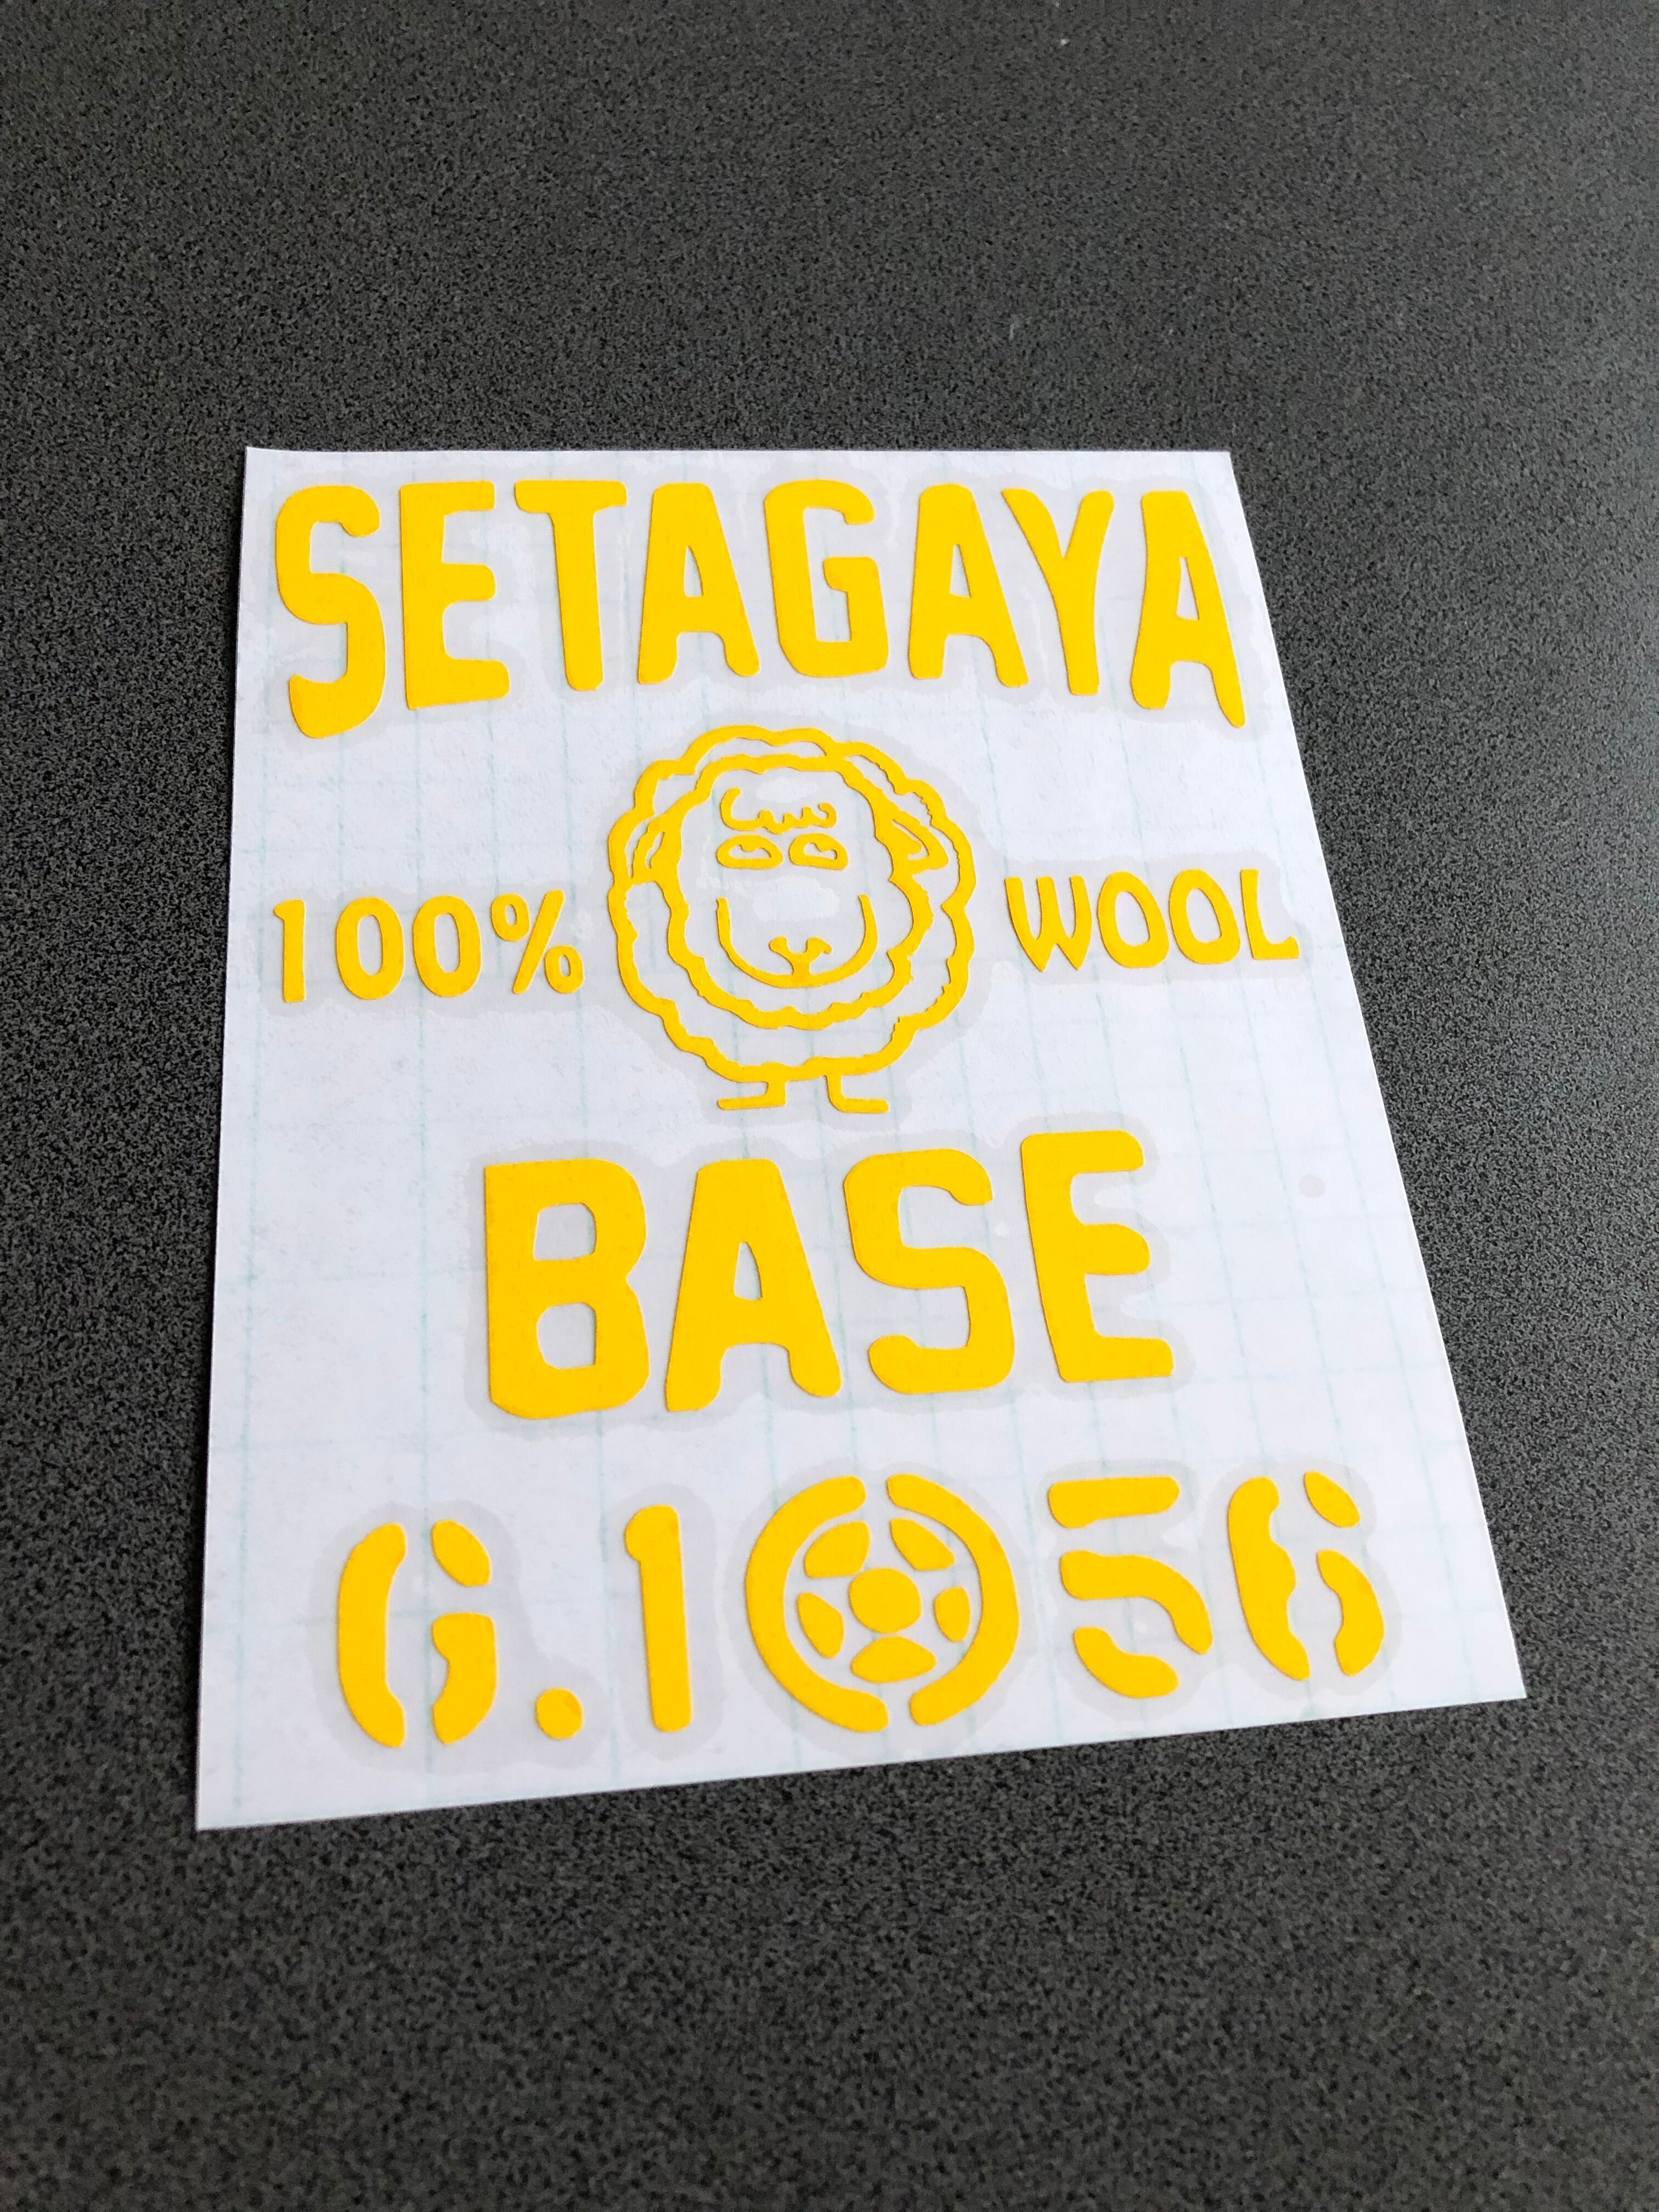 SETAGAYA
100% WOOL
BASE
G.1056